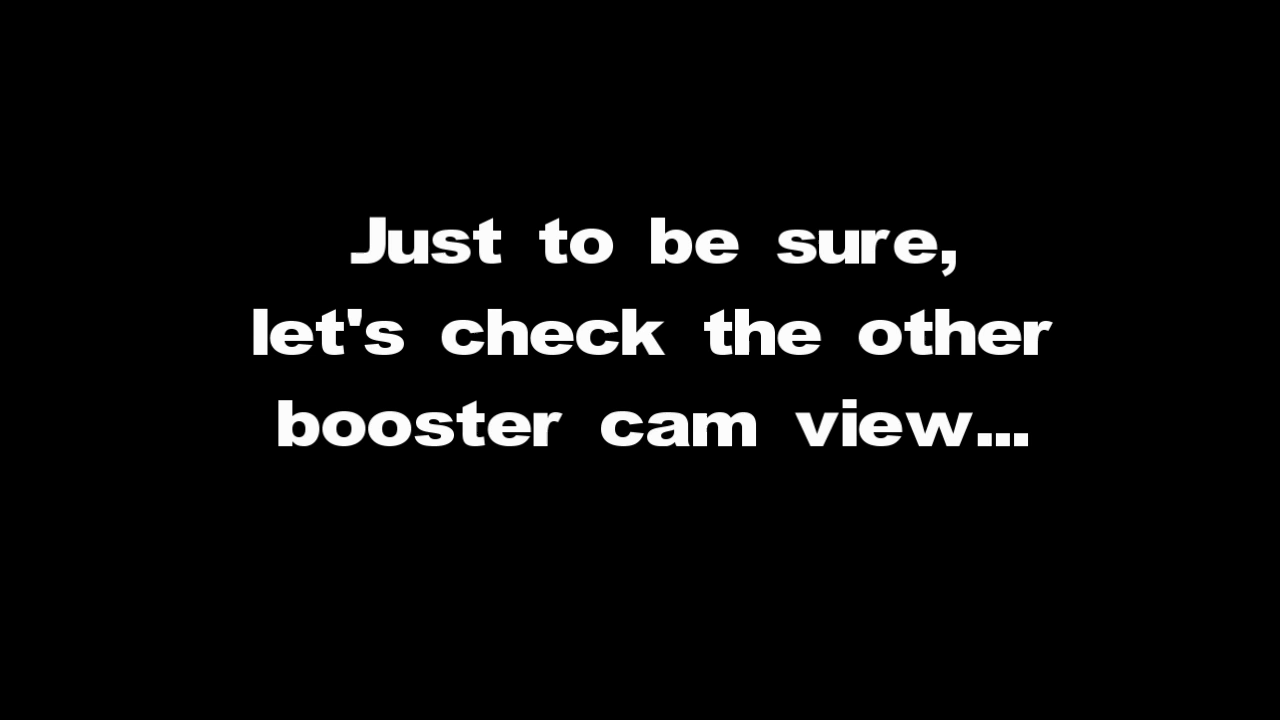 Just to be sure,
let's check the other
booster cam view...